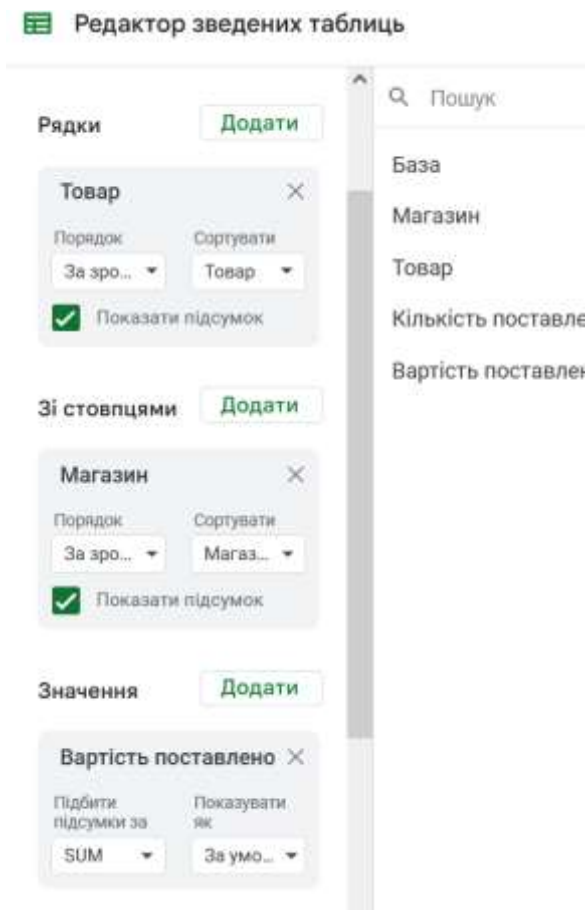 Редактор зведених таблиць
Рядки
Додати
Товар
Порядок
Сортувати
За зро...
Товар
Показати підсумок
Зі стовпцями
Додати
Магазин
Порядок
Сортувати
За зро...
Магаз...
Показати підсумок
Значення
Додати
Вартість поставлено
Підбити
підсумки за
Показувати
як
SUM
За умо...
Пошук
База
Магазин
Товар
Кількість поставле
Вартість поставлен